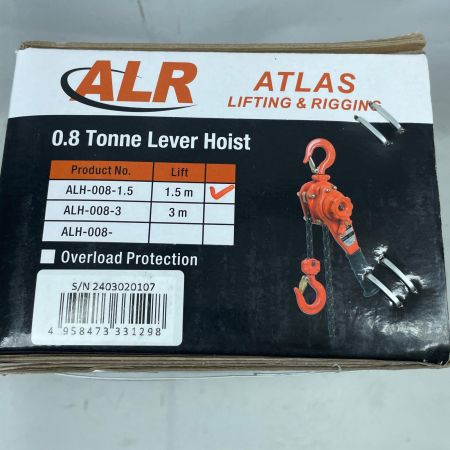 ALR
ATLAS
LIFTING & RIGGING
0.8 Tonne Lever Hoist
Product No. Lift
ALH-008-1.5 1.5 m
ALH-008-3 3 m
ALH-008-
Overload Protection
S/N 2403020107
4 958473 331298